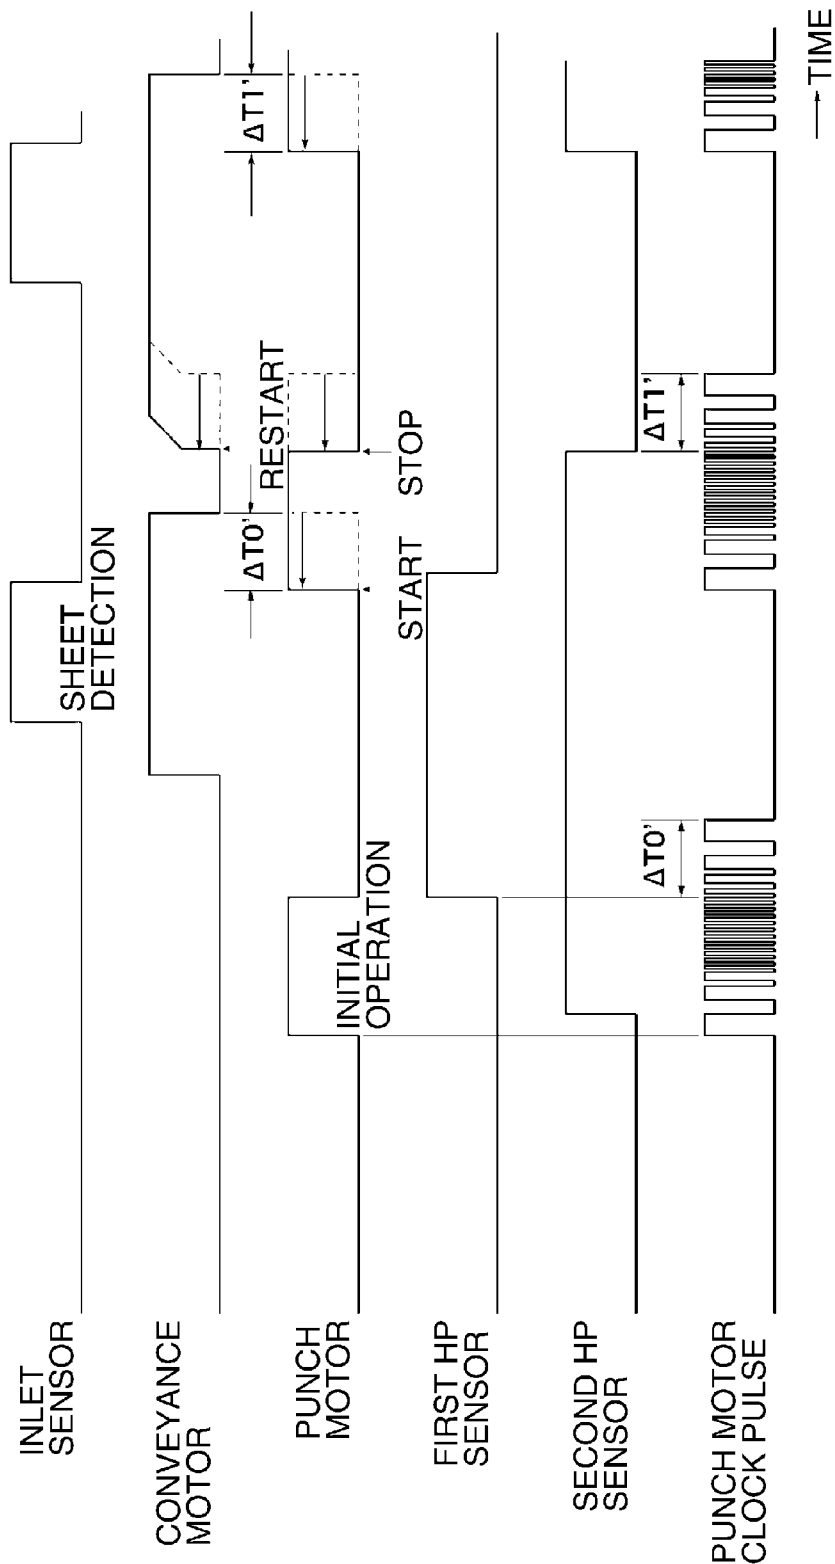 INLET
SENSOR
SHEET
DETECTION
CONVEYANCE
MOTOR
ΔT0'
RESTART
ΔT1'
PUNCH
MOTOR
INITIAL
OPERATION
START
STOP
FIRST HP
SENSOR
SECOND HP
SENSOR
ΔT0'
ΔT1'
PUNCH MOTOR
CLOCK PULSE
TIME